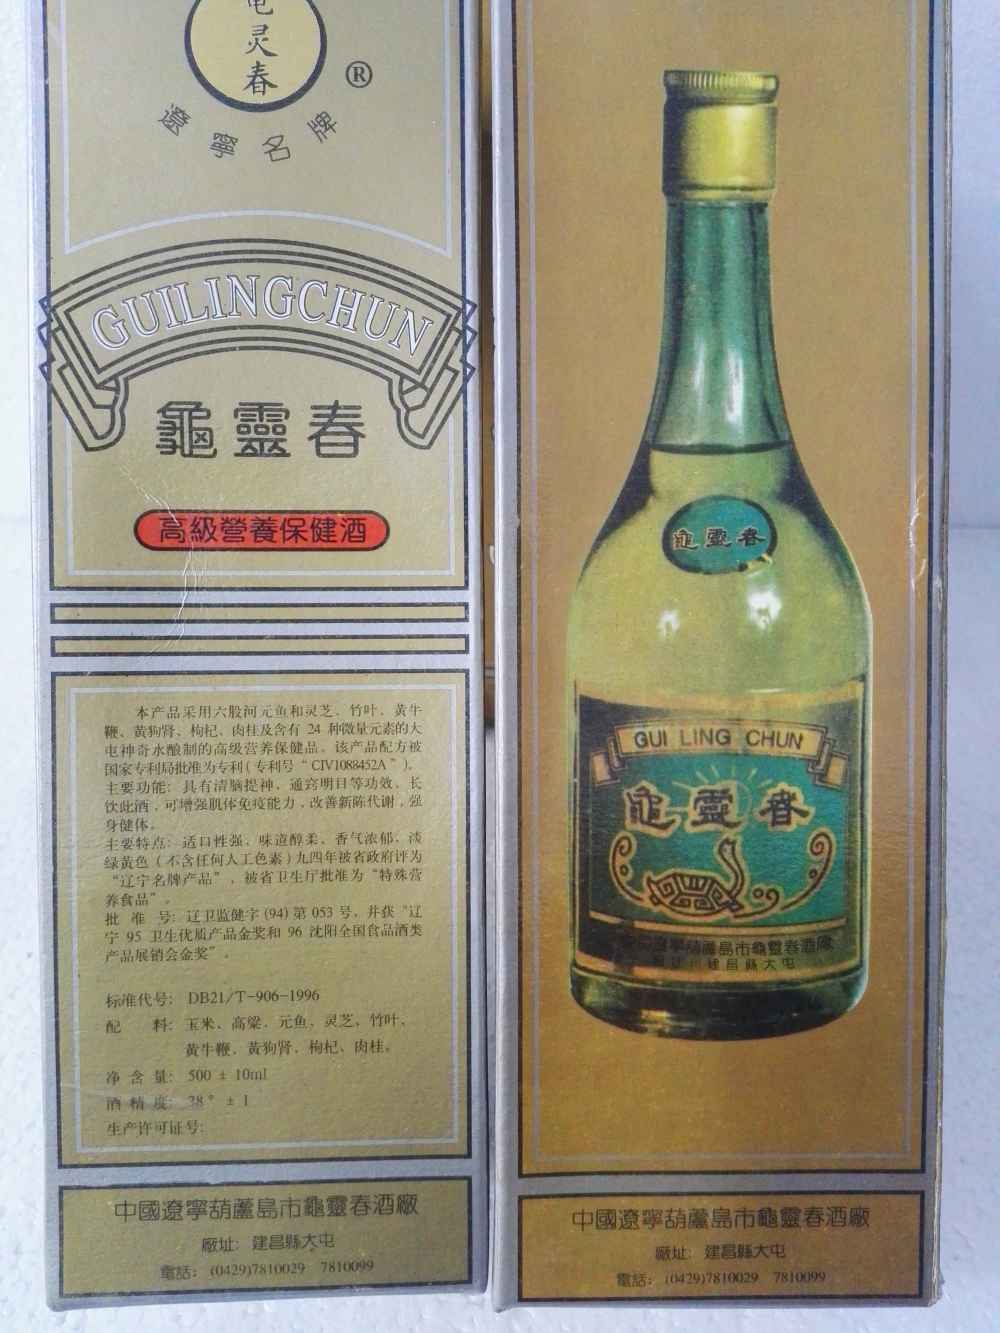 灵
春
®
遼寧名牌
GUILINGCHUN
龜靈春
高級營養保健酒
本产品采用六股河元鱼和灵芝、竹叶、黄牛
鞭、黄狗肾、枸杞、肉桂及含有 24 种微量元素的大
屯神奇水酿制的高级营养保健品。该产品配方被
国家专利局批准为专利(专利号“CIV1088452A”)。
主要功能：具有清脑提神、通窍明目等功效。长
饮此酒，可增强肌体免疫能力，改善新陈代谢，强
身健体。
主要特点：适口性强、味道醇柔、香气浓郁、淡
绿黄色（不含任何人工色素）九四年被省政府评为
“辽宁名牌产品”，被省卫生厅批准为“特殊营
养食品”。
批 准 号：辽卫监健字 (94) 第 053 号，并获“辽
宁 95 卫生优质产品金奖和 96 沈阳全国食品酒类
产品展销会金奖”。
标准代号： DB21/T-906-1996
配 料：玉米、高粱、元鱼、灵芝、竹叶、
黄牛鞭、黄狗肾、枸杞、肉桂。
净 含 量： 500 ± 10ml
酒 精 度： 38° ± 1
生产许可证号:
中國遼寧葫蘆島市龜靈春酒廠
廠址：建昌縣大屯
電話：(0429)7810029 7810099
龜靈春
GUI LING CHUN
龜靈春
遼寧葫蘆島市龜靈春酒廠
建昌縣大屯
中國遼寧葫蘆島市龜靈春酒廠
廠址：建昌縣大屯
電話：(0429)7810029 7810099